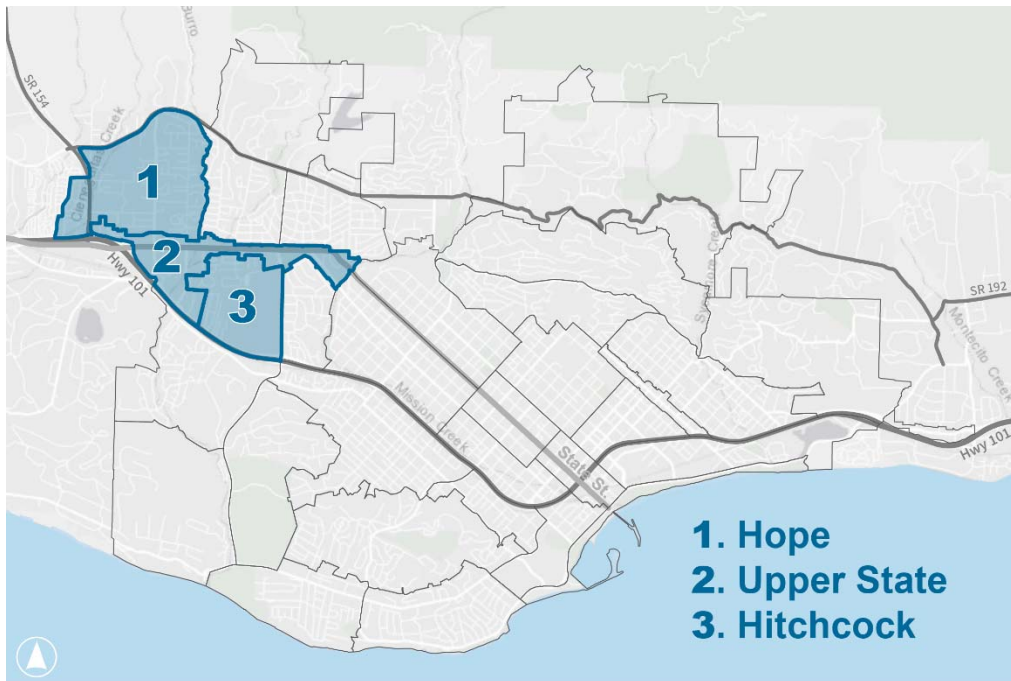 Burro
SR 154
Cieneguitas Creek
1
2
3
Hwy 101
Sycamore Creek
SR 192
Montecito Creek
Mission Creek
State St.
Hwy 101
1. Hope
2. Upper State
3. Hitchcock